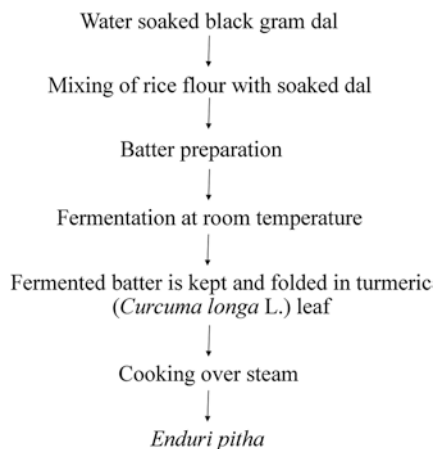 Water soaked black gram dal
Mixing of rice flour with soaked dal
Batter preparation
Fermentation at room temperature
Fermented batter is kept and folded in turmeric
(Curcuma longa L.) leaf
Cooking over steam
Enduri pitha